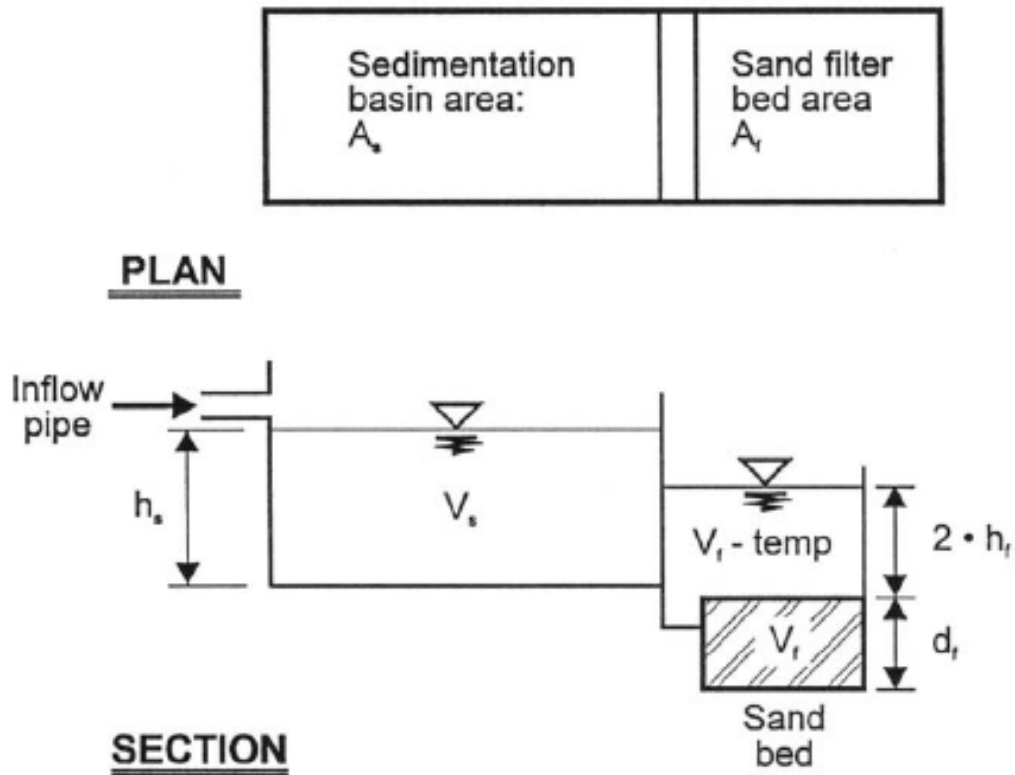 Sedimentation
basin area:
Aₛ
Sand filter
bed area
A_f
PLAN
Inflow
pipe
hₛ
Vₛ
V_f - temp
2 • h_f
V_f
d_f
Sand
bed
SECTION